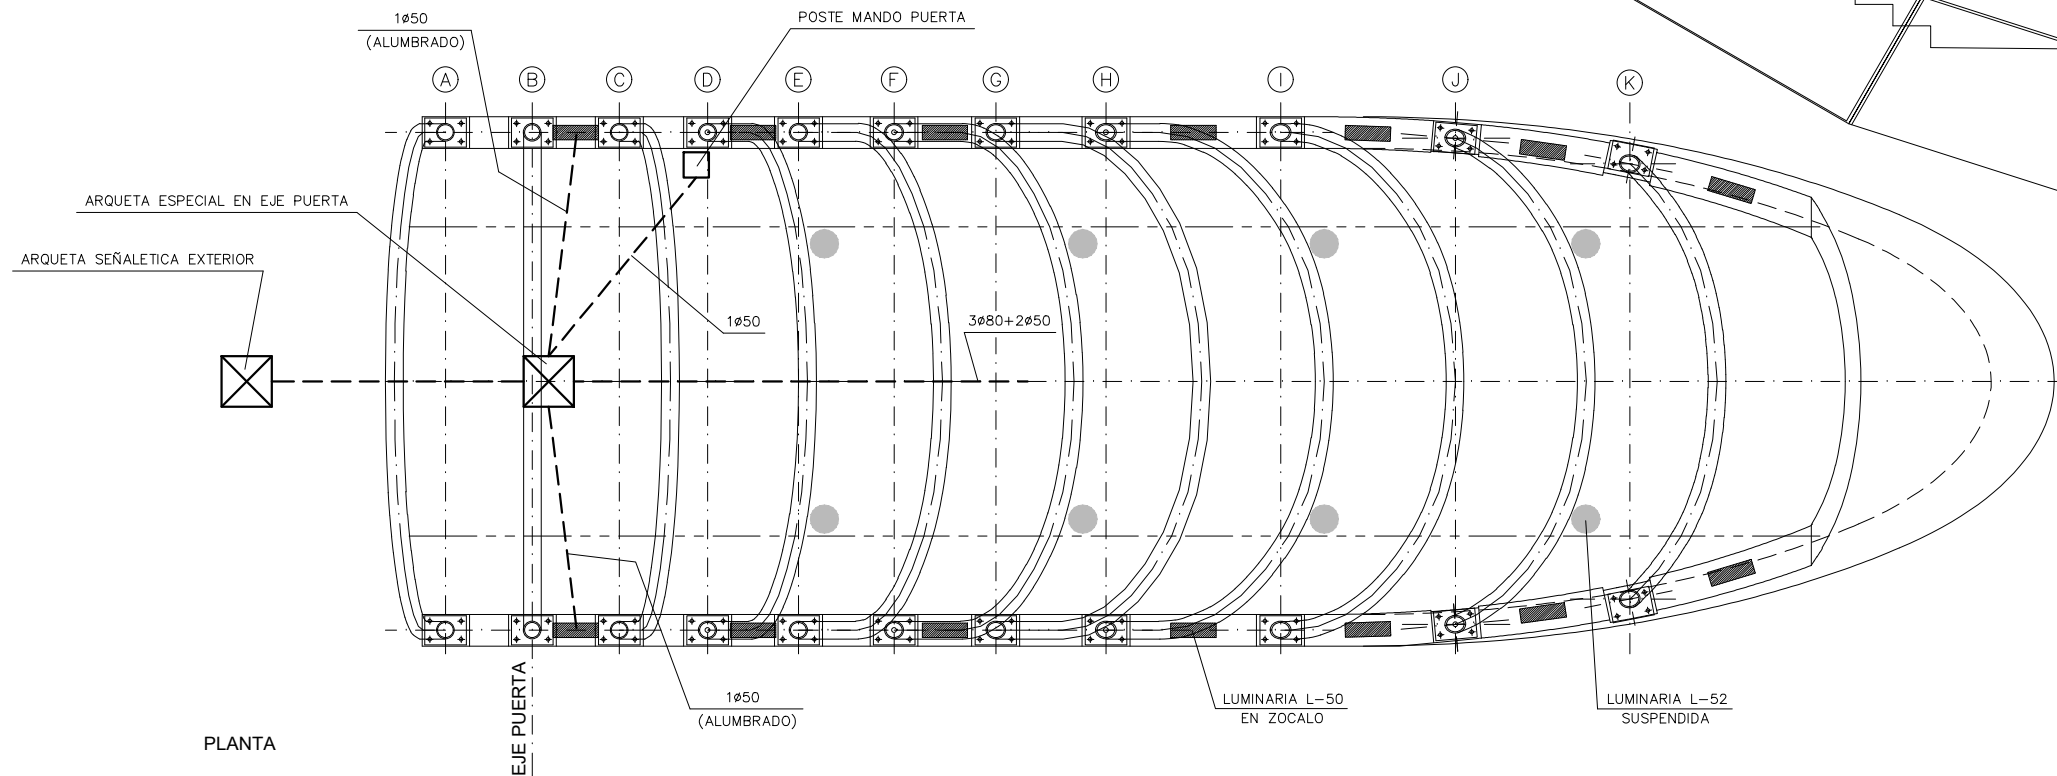 1ø50
(ALUMBRADO)
POSTE MANDO PUERTA
A B C D E F G H I J K
ARQUETA ESPECIAL EN EJE PUERTA
ARQUETA SEÑALETICA EXTERIOR
1ø50
3ø80+2ø50
1ø50
(ALUMBRADO)
LUMINARIA L-50
EN ZOCALO
LUMINARIA L-52
SUSPENDIDA
EJE PUERTA
PLANTA